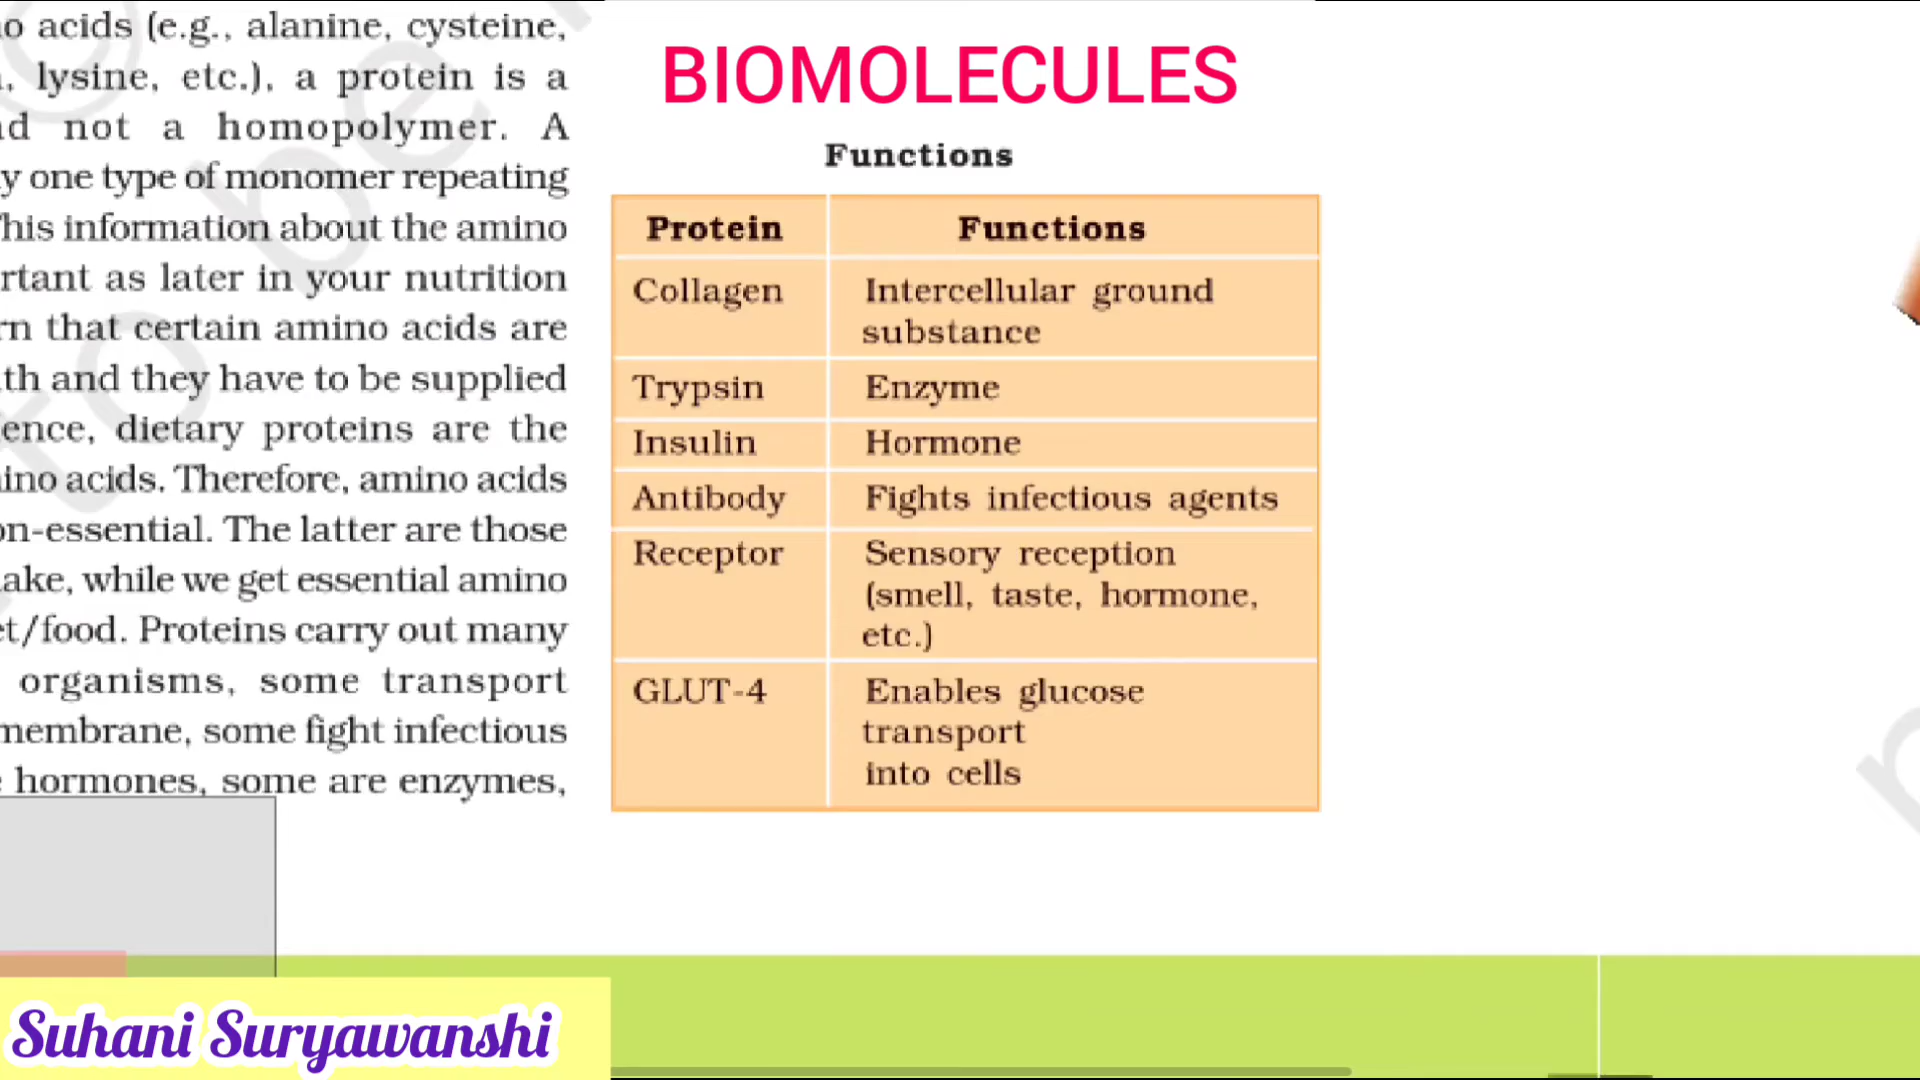 o acids (e.g., alanine, cysteine,
, lysine, etc.), a protein is a
d not a homopolymer. A
y one type of monomer repeating
This information about the amino
rtant as later in your nutrition
rn that certain amino acids are
lth and they have to be supplied
ence, dietary proteins are the
ino acids. Therefore, amino acids
on-essential. The latter are those
ake, while we get essential amino
et/food. Proteins carry out many
organisms, some transport
membrane, some fight infectious
hormones, some are enzymes,
BIOMOLECULES
Functions
Protein Functions
Collagen Intercellular ground
substance
Trypsin Enzyme
Insulin Hormone
Antibody Fights infectious agents
Receptor Sensory reception
(smell, taste, hormone,
etc.)
GLUT-4 Enables glucose
transport
into cells
to be
Suhani Suryawanshi